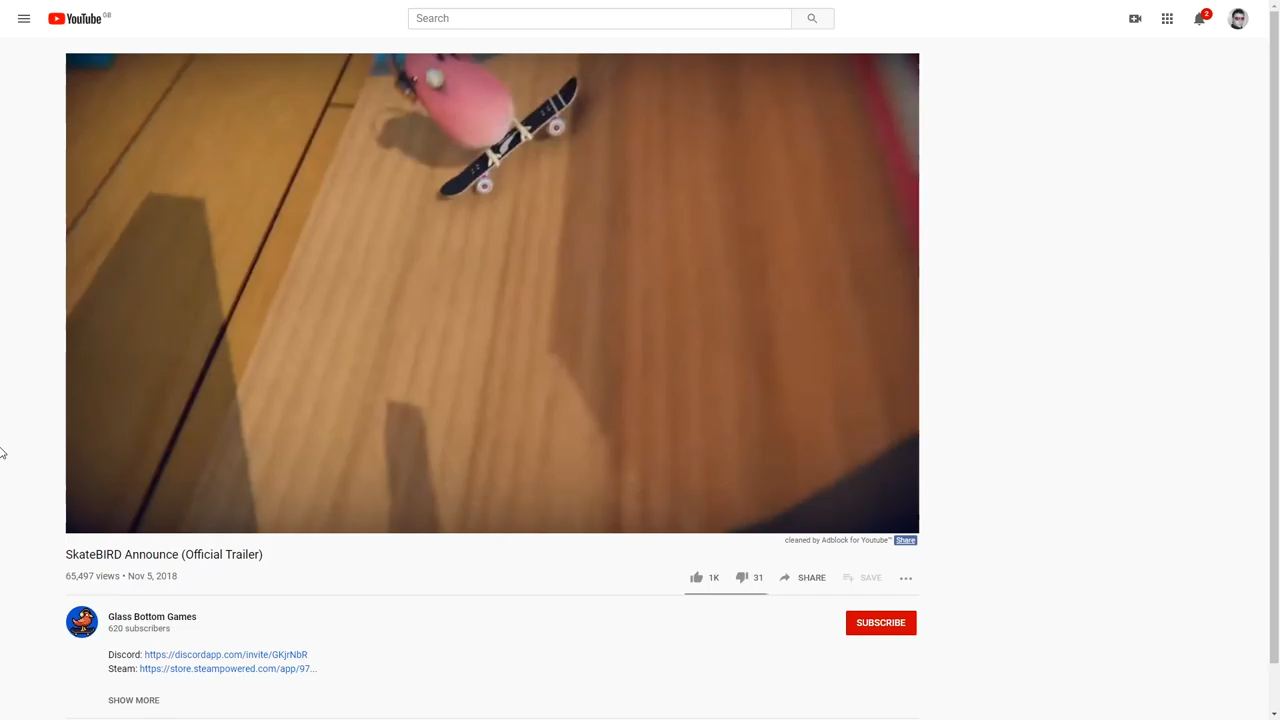 YouTube GB
Search
2
cleaned by Adblock for Youtube™ Share
SkateBIRD Announce (Official Trailer)
65,497 views • Nov 5, 2018
1K 31 SHARE SAVE
Glass Bottom Games
620 subscribers
SUBSCRIBE
Discord: https://discordapp.com/invite/GKjrNbR
Steam: https://store.steampowered.com/app/97...
SHOW MORE